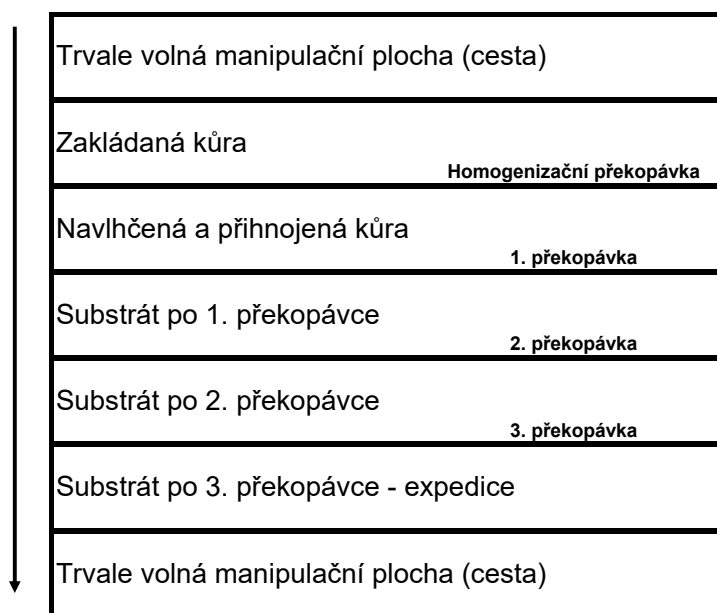 Trvale volná manipulační plocha (cesta)
Zakládaná kůra
Homogenizační překopávka
Navlhčená a přihnojená kůra
1. překopávka
Substrát po 1. překopávce
2. překopávka
Substrát po 2. překopávce
3. překopávka
Substrát po 3. překopávce - expedice
Trvale volná manipulační plocha (cesta)